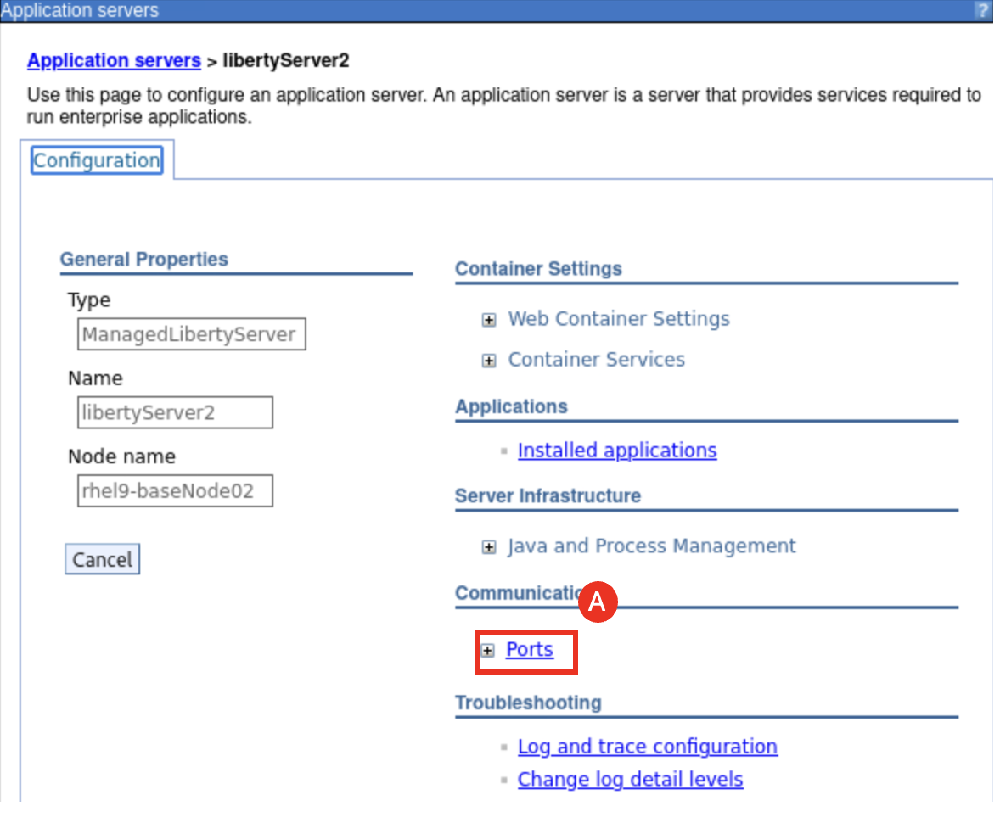 Application servers ?
Application servers > libertyServer2
Use this page to configure an application server. An application server is a server that provides services required to
run enterprise applications.
Configuration
General Properties
Type
ManagedLibertyServer
Name
libertyServer2
Node name
rhel9-baseNode02
Cancel
Container Settings
Web Container Settings
Container Services
Applications
Installed applications
Server Infrastructure
Java and Process Management
Communicatio
A
Ports
Troubleshooting
Log and trace configuration
Change log detail levels